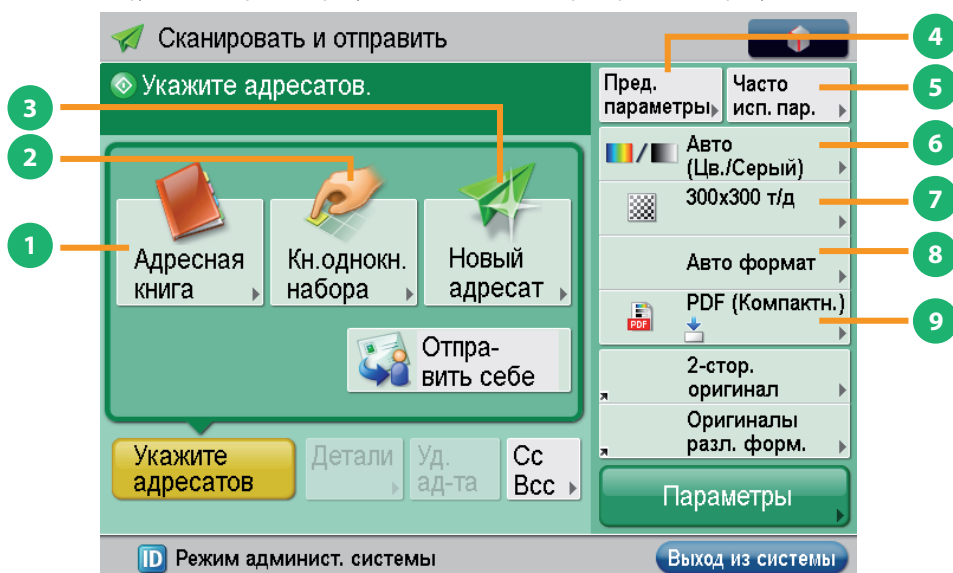 Сканировать и отправить
4
Укажите адресатов.
Пред.
параметры
Часто
исп. пар.
5
3
Авто
(Цв./Серый)
6
2
300x300 т/д
7
1
Адресная
книга
Кн.однокн.
набора
Новый
адресат
Авто формат
8
PDF
PDF (Компактн.)
9
Отпра-
вить себе
2-стор.
оригинал
Оригиналы
разл. форм.
Укажите
адресатов
Детали
Уд.
ад-та
Cc
Bcc
Параметры
ID Режим админист. системы
Выход из системы